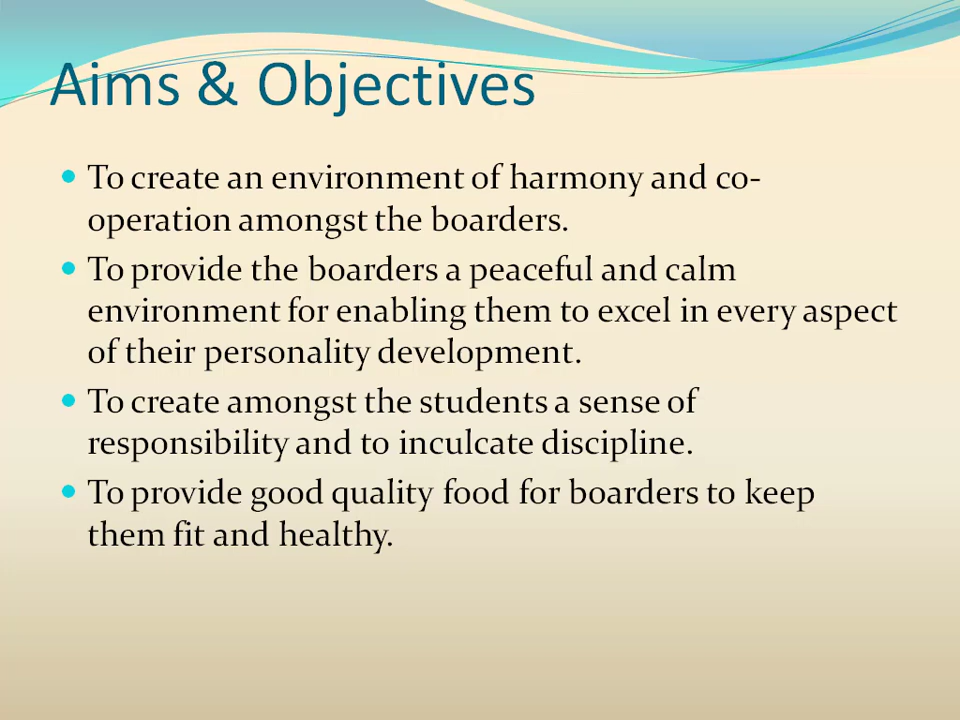 Aims & Objectives
To create an environment of harmony and co-
operation amongst the boarders.
To provide the boarders a peaceful and calm
environment for enabling them to excel in every aspect
of their personality development.
To create amongst the students a sense of
responsibility and to inculcate discipline.
To provide good quality food for boarders to keep
them fit and healthy.